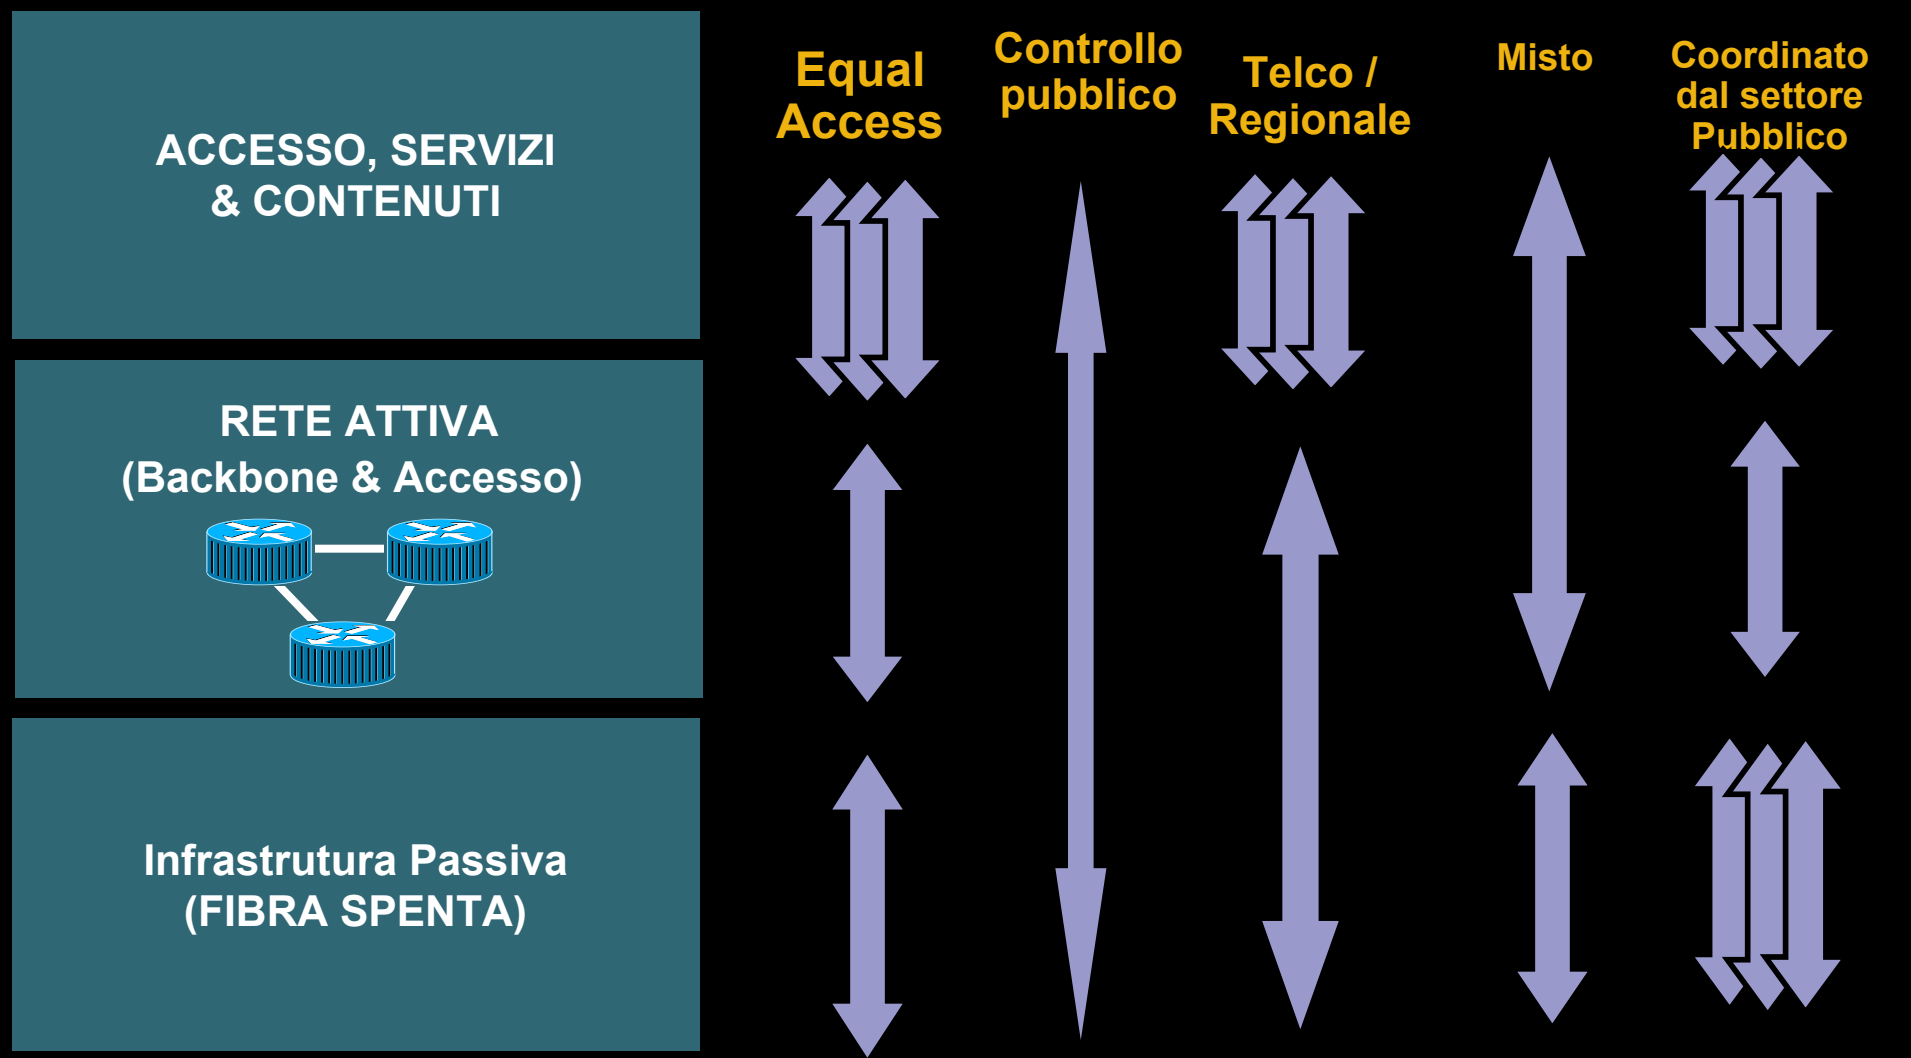 ACCESSO, SERVIZI
& CONTENUTI
RETE ATTIVA
(Backbone & Accesso)
Infrastrutura Passiva
(FIBRA SPENTA)
Equal
Access
Controllo
pubblico
Telco /
Regionale
Misto
Coordinato
dal settore
Pubblico